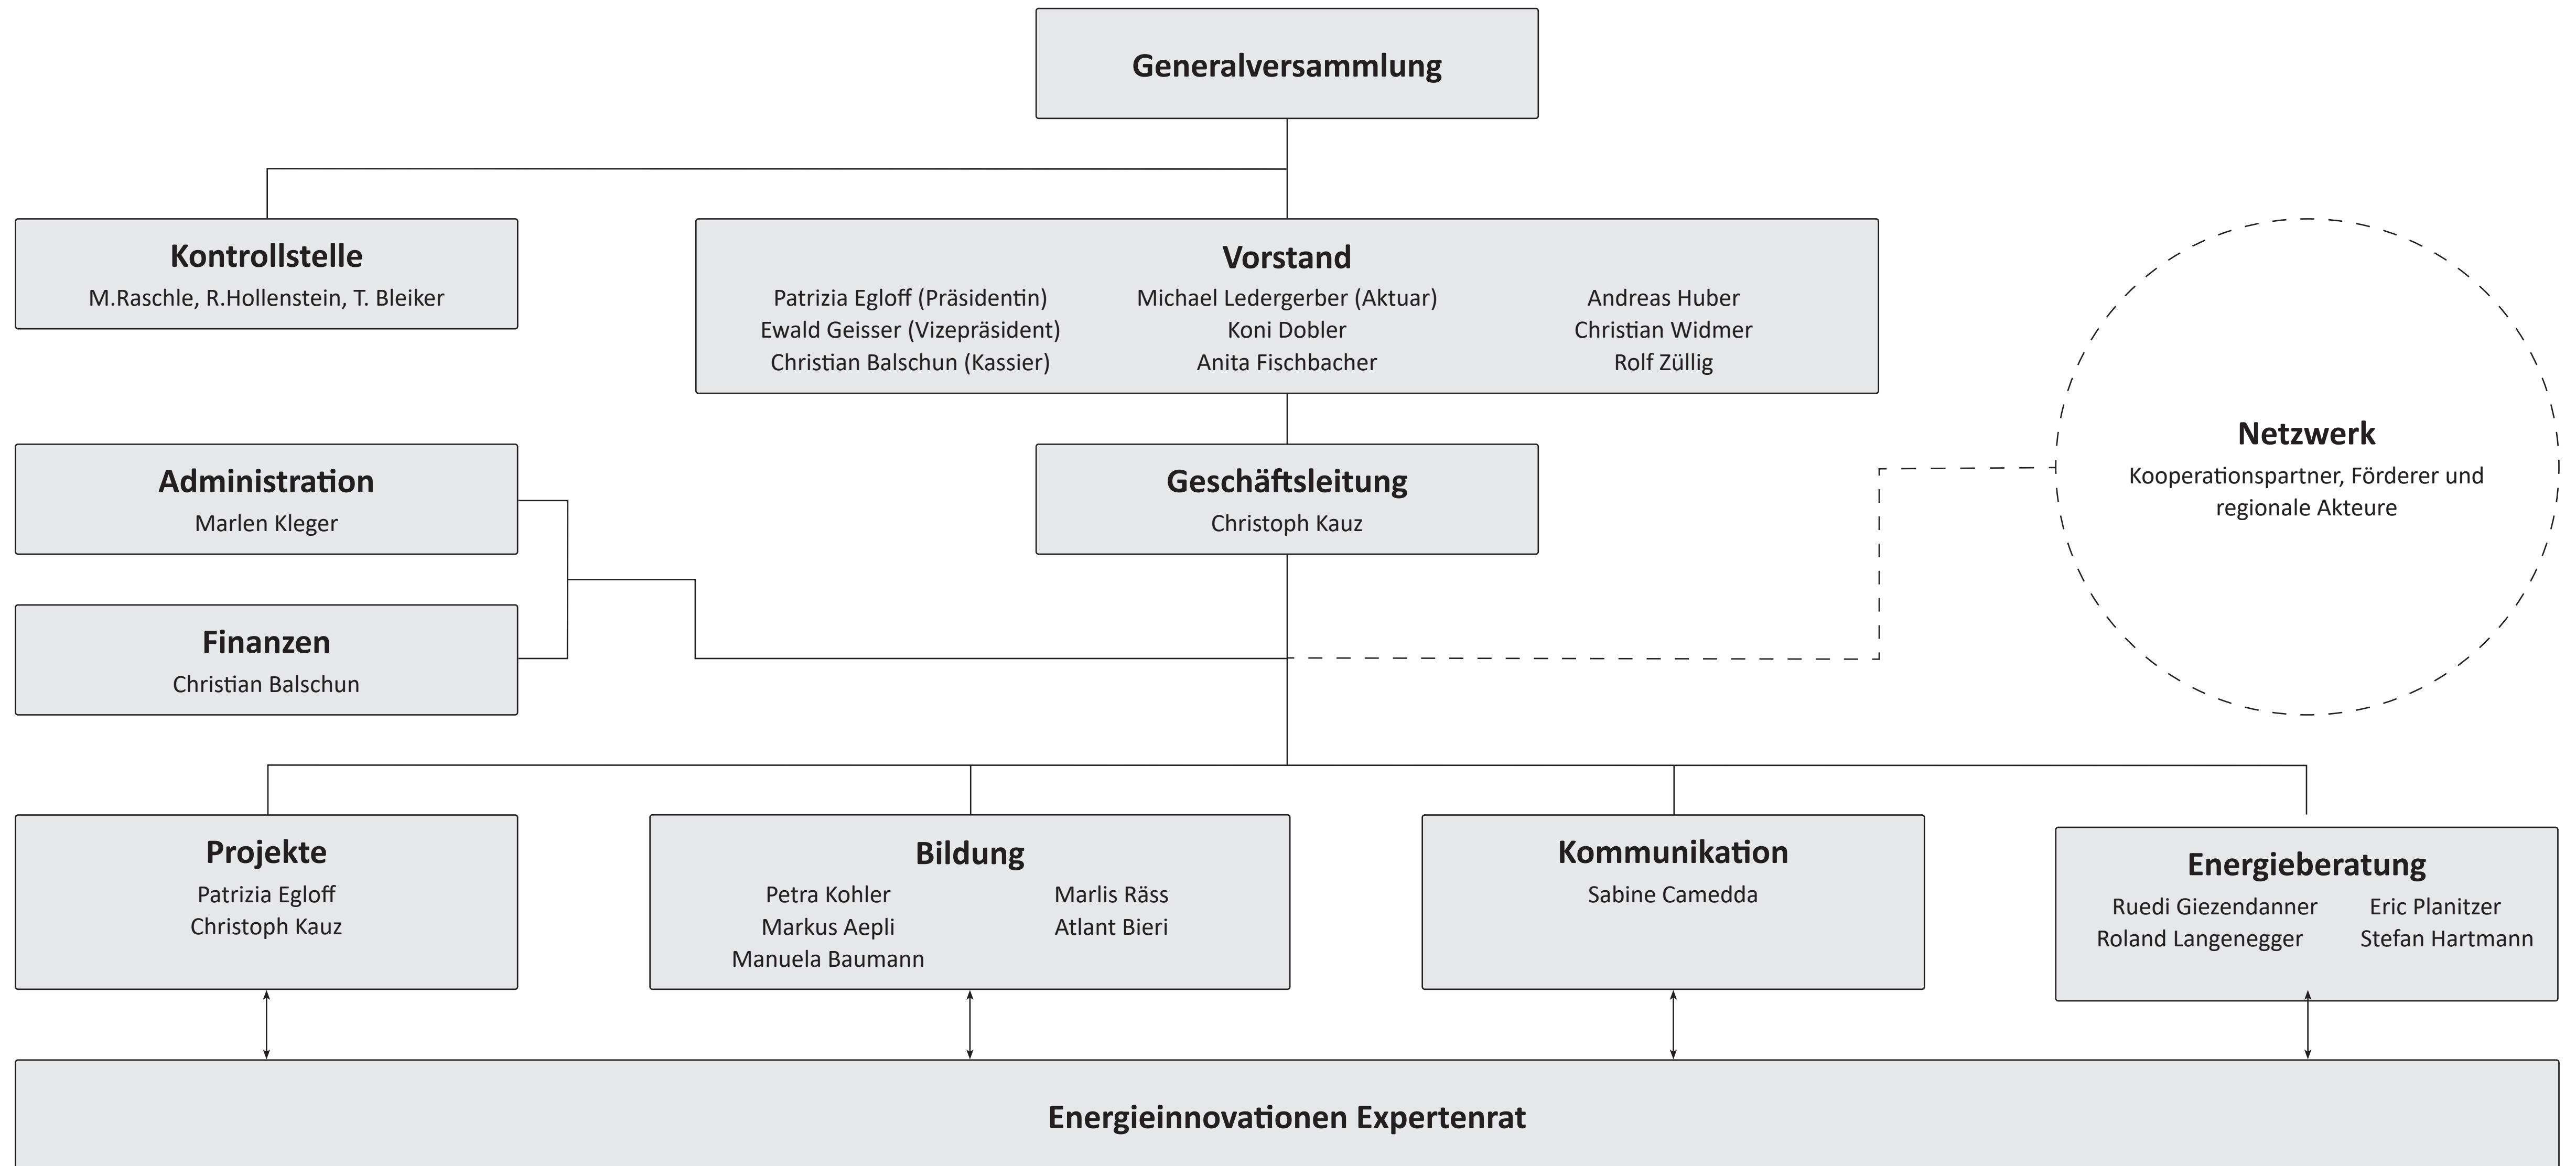 Generalversammlung
Kontrollstelle
M.Raschle, R.Hollenstein, T. Bleiker
Vorstand
Patrizia Egloff (Präsidentin)
Ewald Geisser (Vizepräsident)
Christian Balschun (Kassier)
Michael Ledergerber (Aktuar)
Koni Dobler
Anita Fischbacher
Andreas Huber
Christian Widmer
Rolf Züllig
Netzwerk
Kooperationspartner, Förderer und
regionale Akteure
Administration
Marlen Kleger
Geschäftsleitung
Christoph Kauz
Finanzen
Christian Balschun
Projekte
Patrizia Egloff
Christoph Kauz
Bildung
Petra Kohler
Markus Aepli
Manuela Baumann
Marlis Räss
Atlant Bieri
Kommunikation
Sabine Camedda
Energieberatung
Ruedi Giezendanner
Roland Langenegger
Eric Planitzer
Stefan Hartmann
Energieinnovationen Expertenrat